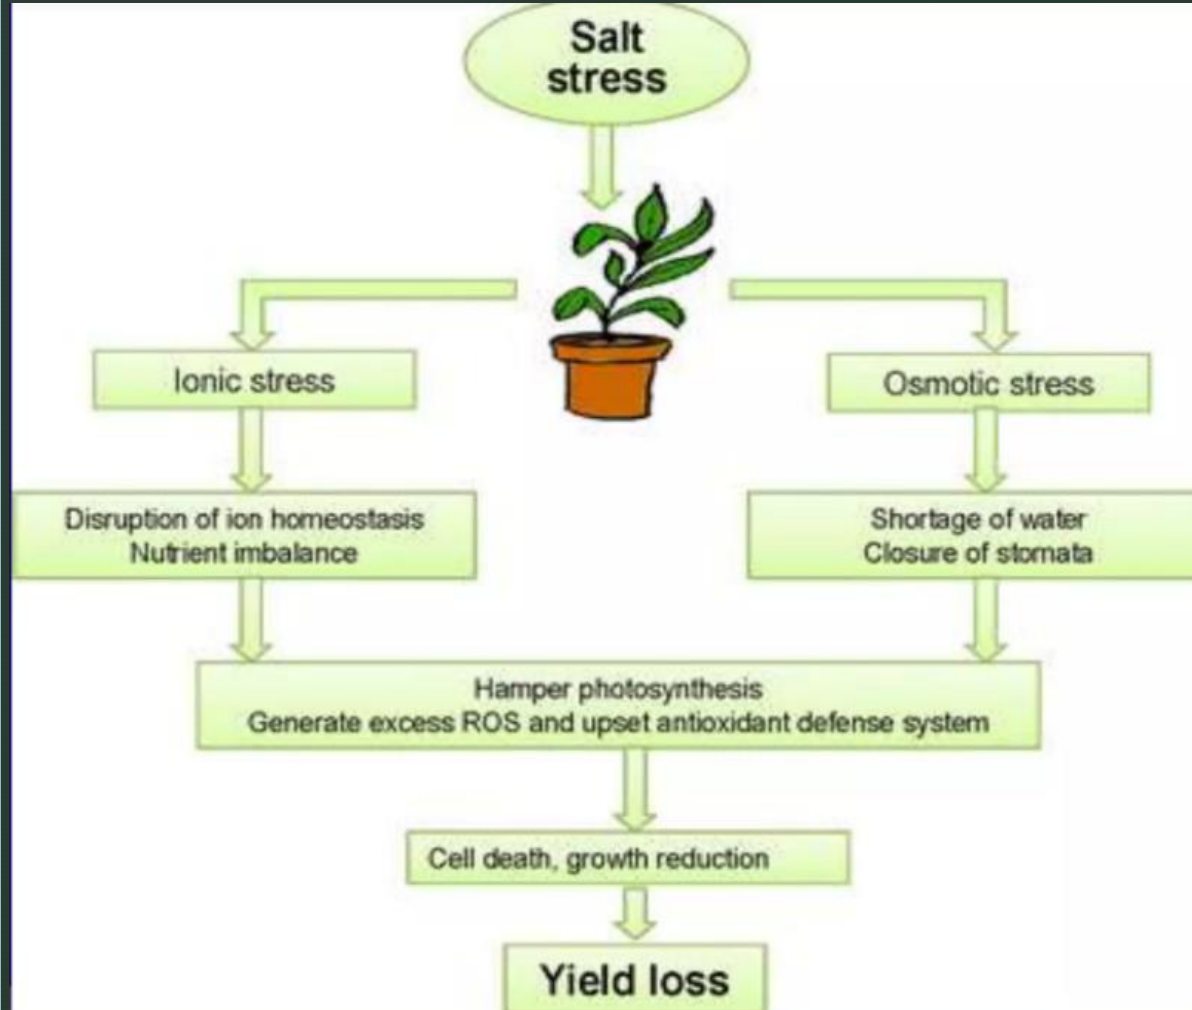 Salt
stress
Ionic stress
Osmotic stress
Disruption of ion homeostasis
Nutrient imbalance
Shortage of water
Closure of stomata
Hamper photosynthesis
Generate excess ROS and upset antioxidant defense system
Cell death, growth reduction
Yield loss